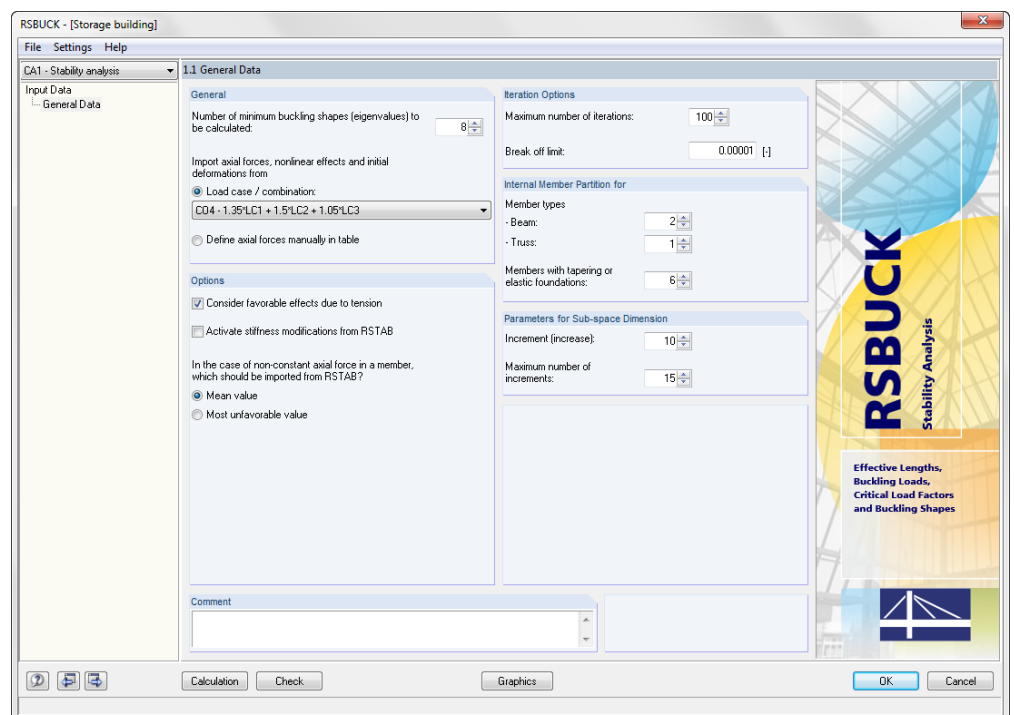 RSBUCK - [Storage building]
File Settings Help
CA1 - Stability analysis
1.1 General Data
Input Data
General Data
General
Number of minimum buckling shapes (eigenvalues) to
be calculated:
8
Import axial forces, nonlinear effects and initial
deformations from
Load case / combination:
CO4 - 1.35*LC1 + 1.5*LC2 + 1.05*LC3
Define axial forces manually in table
Options
Consider favorable effects due to tension
Activate stiffness modifications from RSTAB
In the case of non-constant axial force in a member,
which should be imported from RSTAB?
Mean value
Most unfavorable value
Iteration Options
Maximum number of iterations: 100
Break off limit: 0.00001 [-]
Internal Member Partition for
Member types
- Beam: 2
- Truss: 1
Members with tapering or
elastic foundations: 6
Parameters for Sub-space Dimension
Increment (increase): 10
Maximum number of
increments: 15
Comment
RSBUCK
Stability Analysis
Effective Lengths,
Buckling Loads,
Critical Load Factors
and Buckling Shapes
Calculation Check Graphics OK Cancel